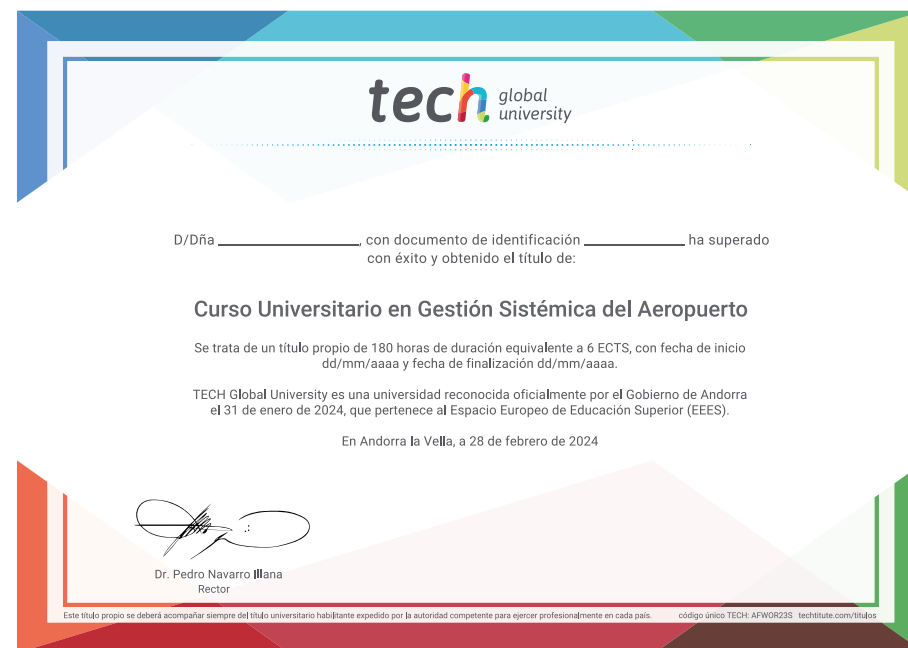 tech global university
D/Dña ____________________, con documento de identificación ______________ ha superado
con éxito y obtenido el título de:
Curso Universitario en Gestión Sistémica del Aeropuerto
Se trata de un título propio de 180 horas de duración equivalente a 6 ECTS, con fecha de inicio
dd/mm/aaaa y fecha de finalización dd/mm/aaaa.
TECH Global University es una universidad reconocida oficialmente por el Gobierno de Andorra
el 31 de enero de 2024, que pertenece al Espacio Europeo de Educación Superior (EEES).
En Andorra la Vella, a 28 de febrero de 2024
Dr. Pedro Navarro Illana
Rector
Este título propio se deberá acompañar siempre del título universitario habilitante expedido por la autoridad competente para ejercer profesionalmente en cada país. código único TECH: AFWOR23S techtitute.com/titulos